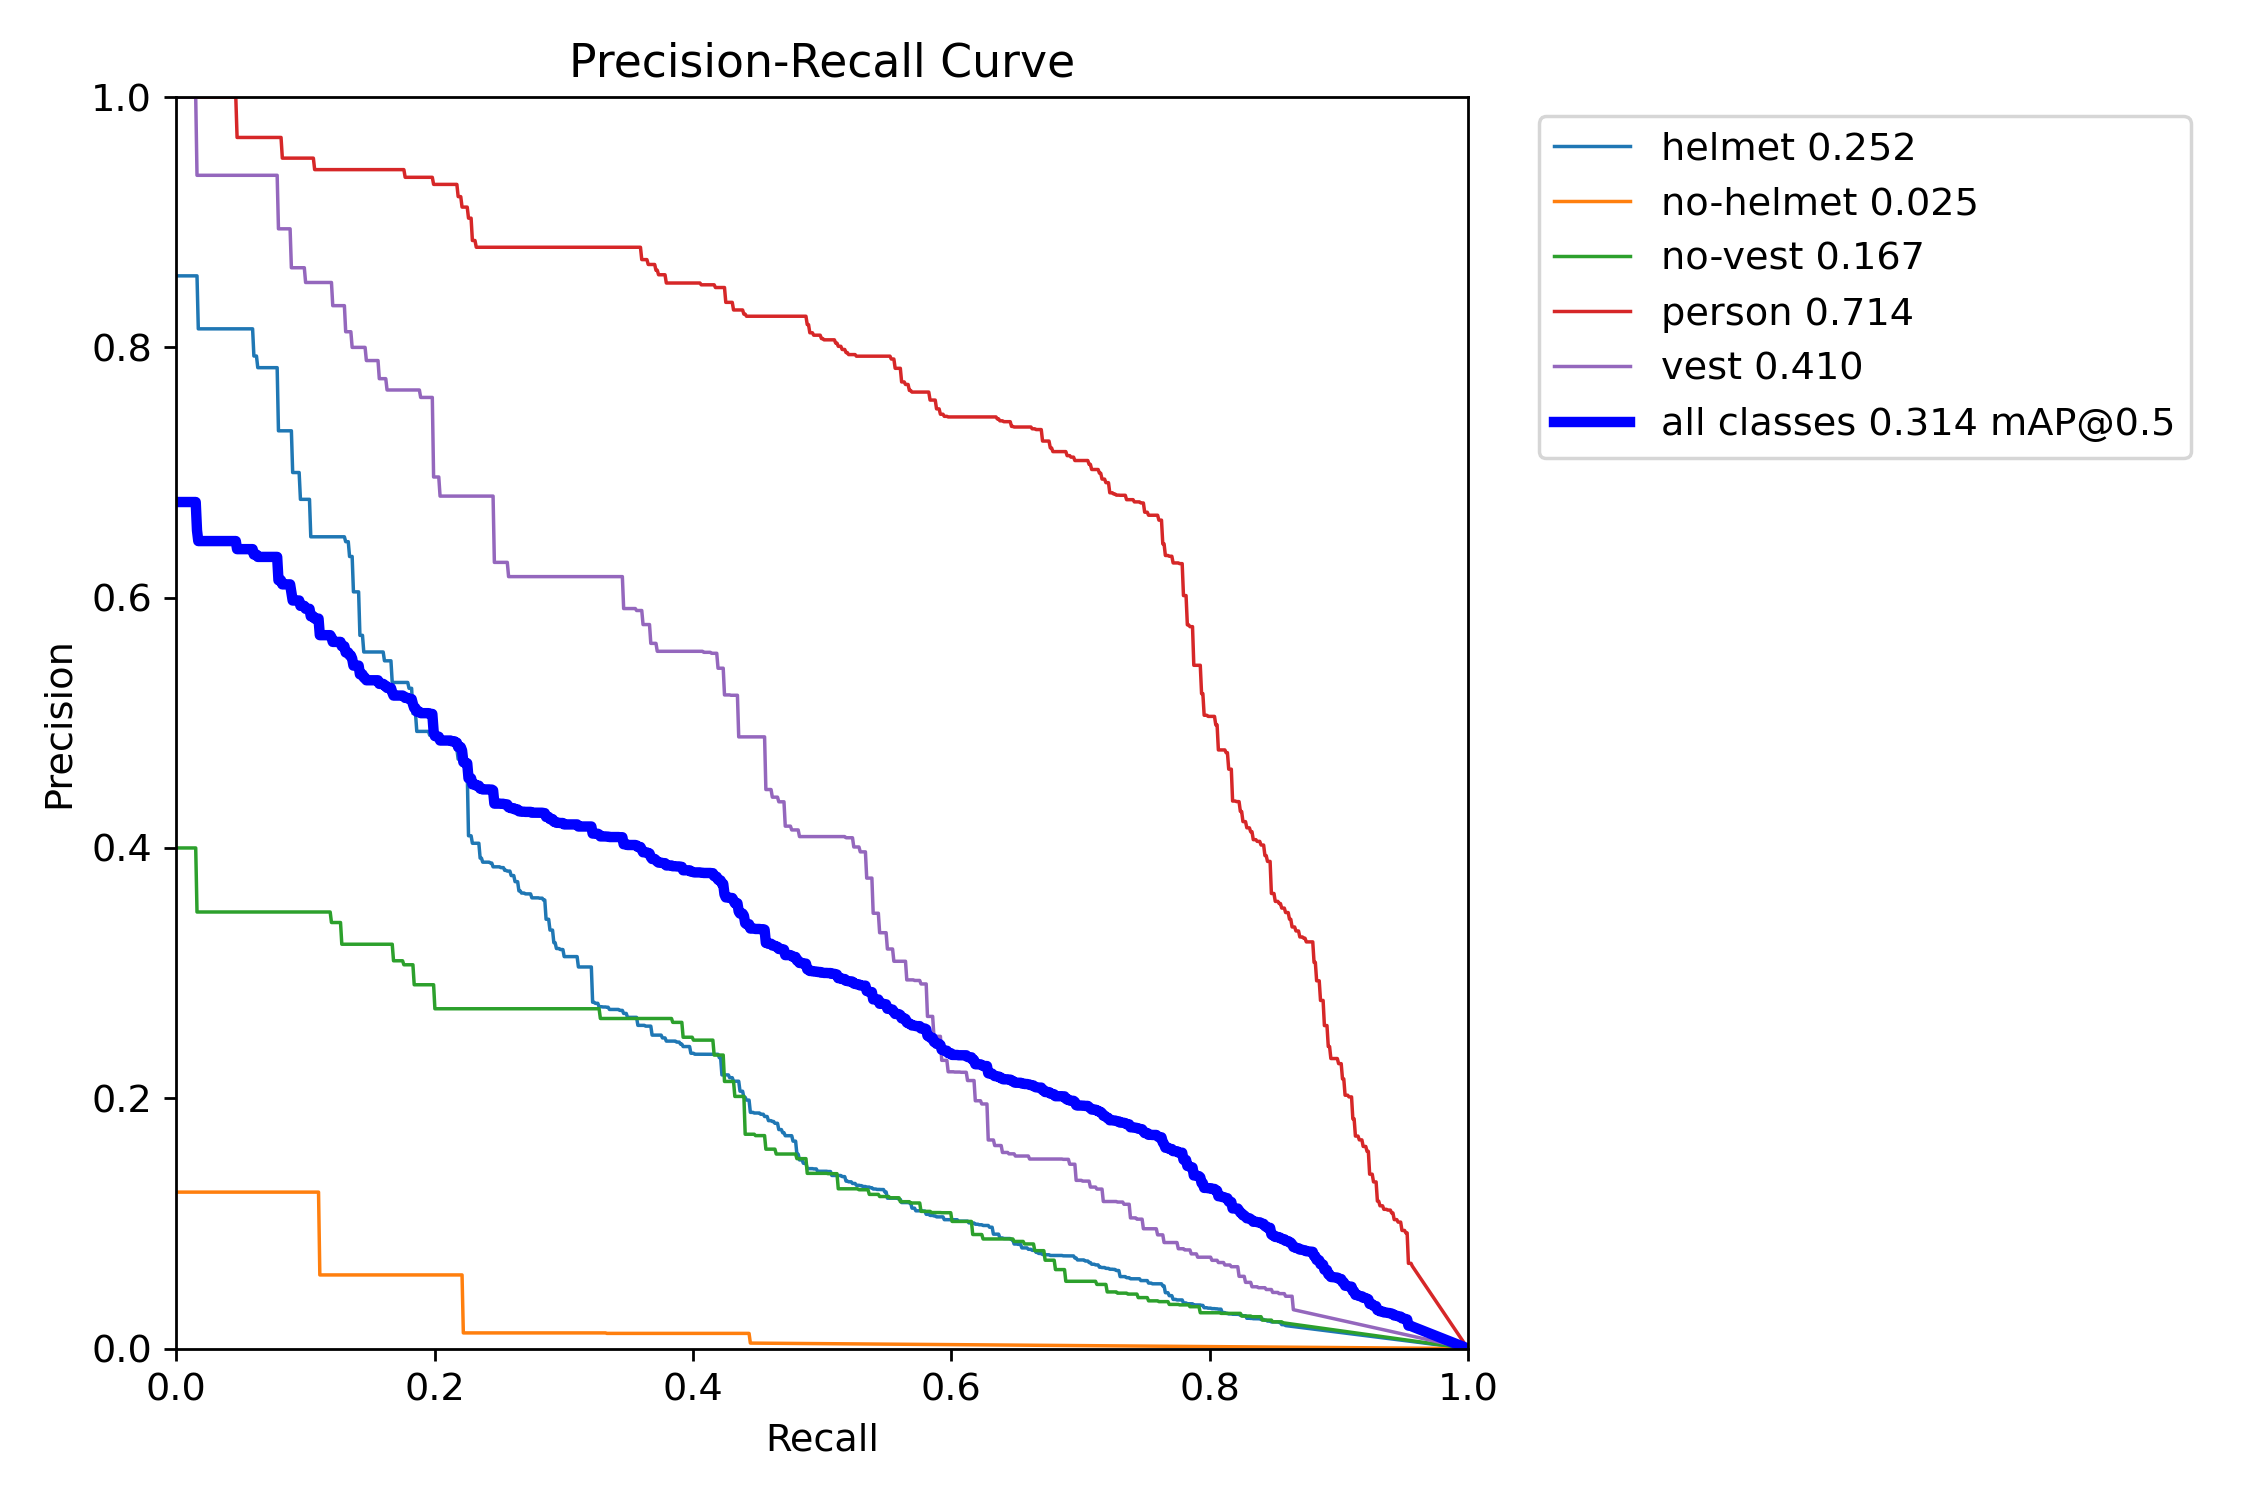 Precision-Recall Curve
1.0
0.8
0.6
0.4
0.2
0.0
Precision
0.0 0.2 0.4 0.6 0.8 1.0
Recall
helmet 0.252
no-helmet 0.025
no-vest 0.167
person 0.714
vest 0.410
all classes 0.314 mAP@0.5